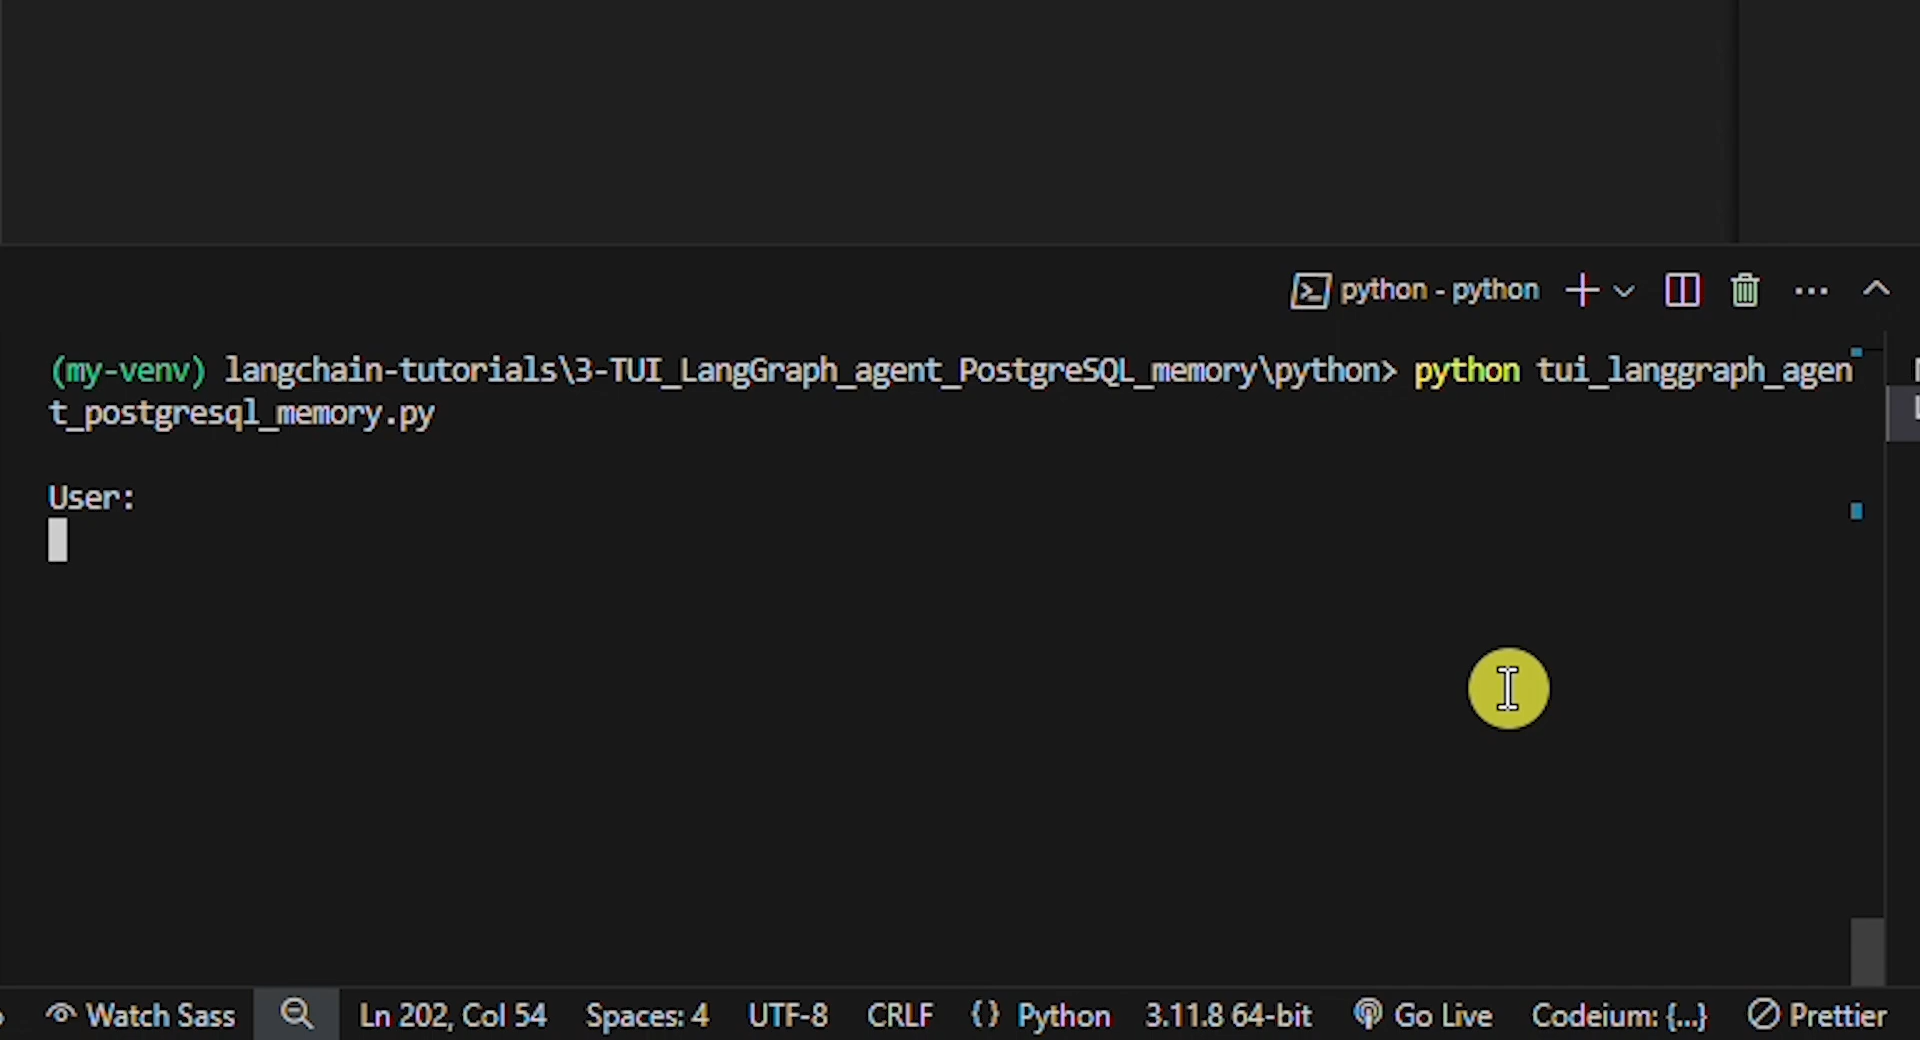 python - python
(my-venv) langchain-tutorials\3-TUI_LangGraph_agent_PostgreSQL_memory\python> python tui_langgraph_agen
t_postgresql_memory.py
User:
Watch Sass Ln 202, Col 54 Spaces: 4 UTF-8 CRLF {} Python 3.11.8 64-bit Go Live Codeium: {...} Prettier